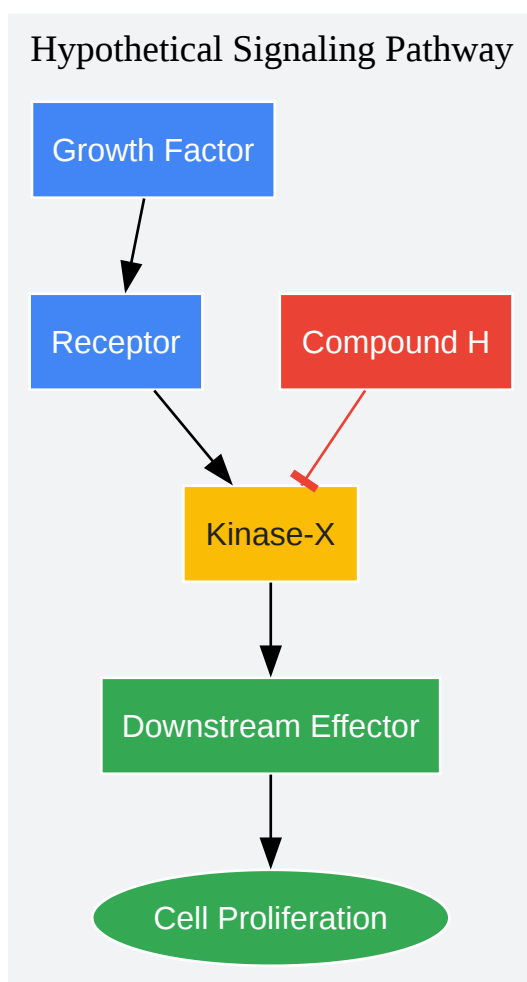 Hypothetical Signaling Pathway
Growth Factor
Receptor
Compound H
Kinase-X
Downstream Effector
Cell Proliferation